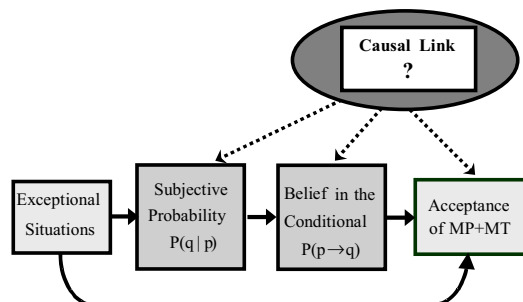 Causal Link
?
Exceptional
Situations
Subjective
Probability
P(q | p)
Belief in the
Conditional
P(p→q)
Acceptance
of MP+MT